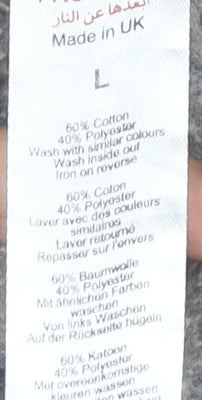 ابعدها عن النار
Made in UK
L
60% Cotton
40% Polyester
Wash with similar colours
Wash inside out
Iron on reverse
60% Coton
40% Polyester
Laver avec des couleurs
similaires
Laver retourné
Repasser sur l'envers
60% Baumwolle
40% Polyester
Mit ähnlichen Farben
waschen
Von links Waschen
Auf der Rückseite bügeln
60% Katoen
40% Polyester
Met overeenkomstige
kleuren wassen
wassen